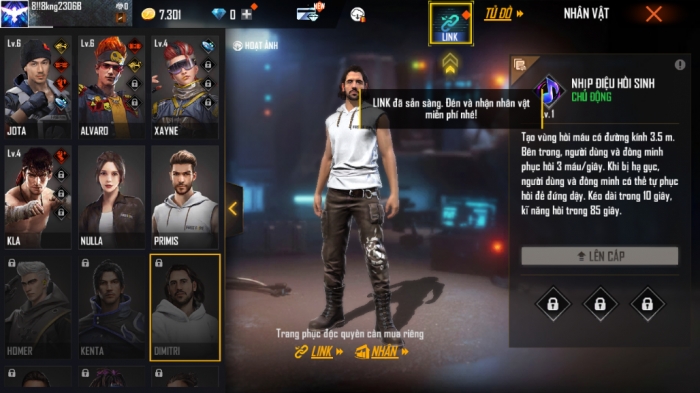 8!!8kng2306B
0
7.301
0
NEW
LINK
TỦ ĐỒ
NHÂN VẬT
HOẠT ẢNH
Lv.6
Lv.6
Lv.4
JOTA
ALVARO
XAYNE
Lv.4
KLA
NULLA
PRIMIS
HOMER
KENTA
DIMITRI
LINK đã sẵn sàng. Đến và nhận nhân vật
miễn phí nhé!
NHỊP ĐIỆU HỒI SINH
CHỦ ĐỘNG
Lv.1
Tạo vùng hồi máu có đường kính 3.5 m.
Bên trong, người dùng và đồng minh
phục hồi 3 máu/giây. Khi bị hạ gục,
người dùng và đồng minh có thể tự phục
hồi để đứng dậy. Kéo dài trong 10 giây,
kĩ năng hồi trong 85 giây.
LÊN CẤP
Trang phục độc quyền cần mua riêng
LINK
NHẬN